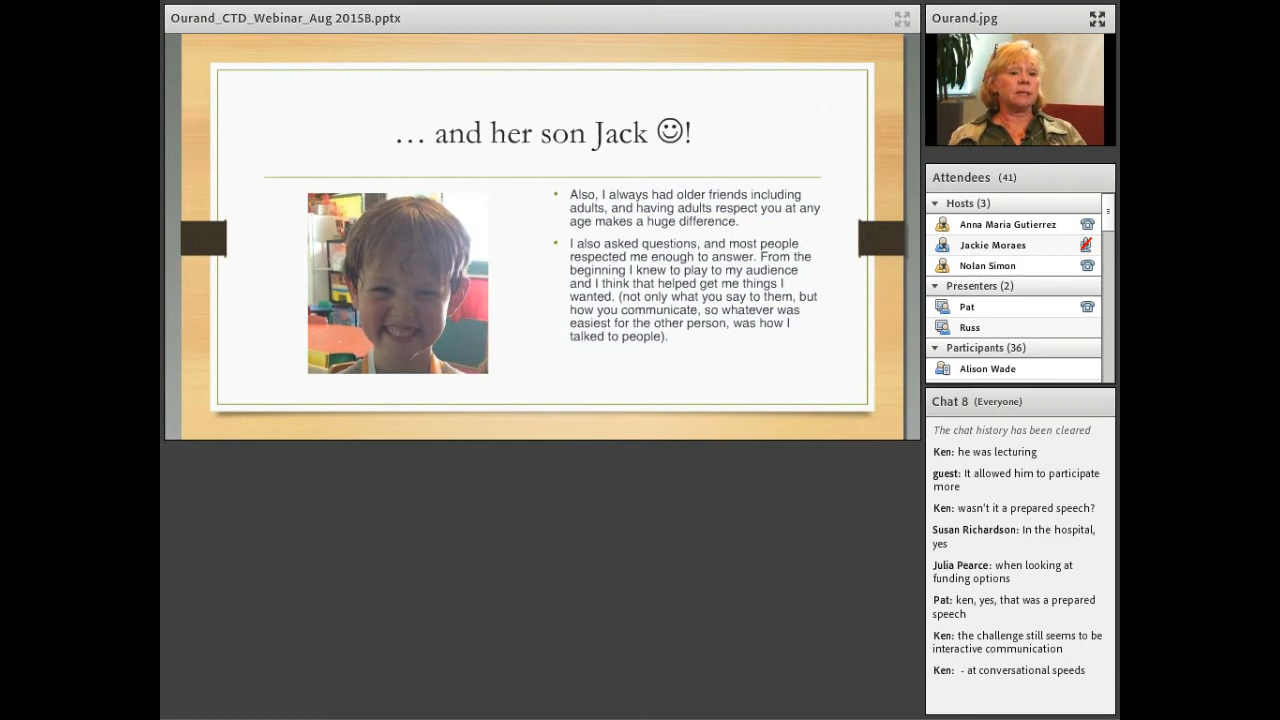 Ourand_CTD_Webinar_Aug 2015B.pptx
… and her son Jack ☺!
• Also, I always had older friends including
adults, and having adults respect you at any
age makes a huge difference.
• I also asked questions, and most people
respected me enough to answer. From the
beginning I knew to play to my audience
and I think that helped get me things I
wanted. (not only what you say to them, but
how you communicate, so whatever was
easiest for the other person, was how I
talked to people).
Ourand.jpg
Attendees (41)
Hosts (3)
Anna Maria Gutierrez
Jackie Moraes
Nolan Simon
Presenters (2)
Pat
Russ
Participants (36)
Alison Wade
Chat 8 (Everyone)
The chat history has been cleared
Ken: he was lecturing
guest: It allowed him to participate
more
Ken: wasn't it a prepared speech?
Susan Richardson: In the hospital,
yes
Julia Pearce: when looking at
funding options
Pat: ken, yes, that was a prepared
speech
Ken: the challenge still seems to be
interactive communication
Ken: - at conversational speeds